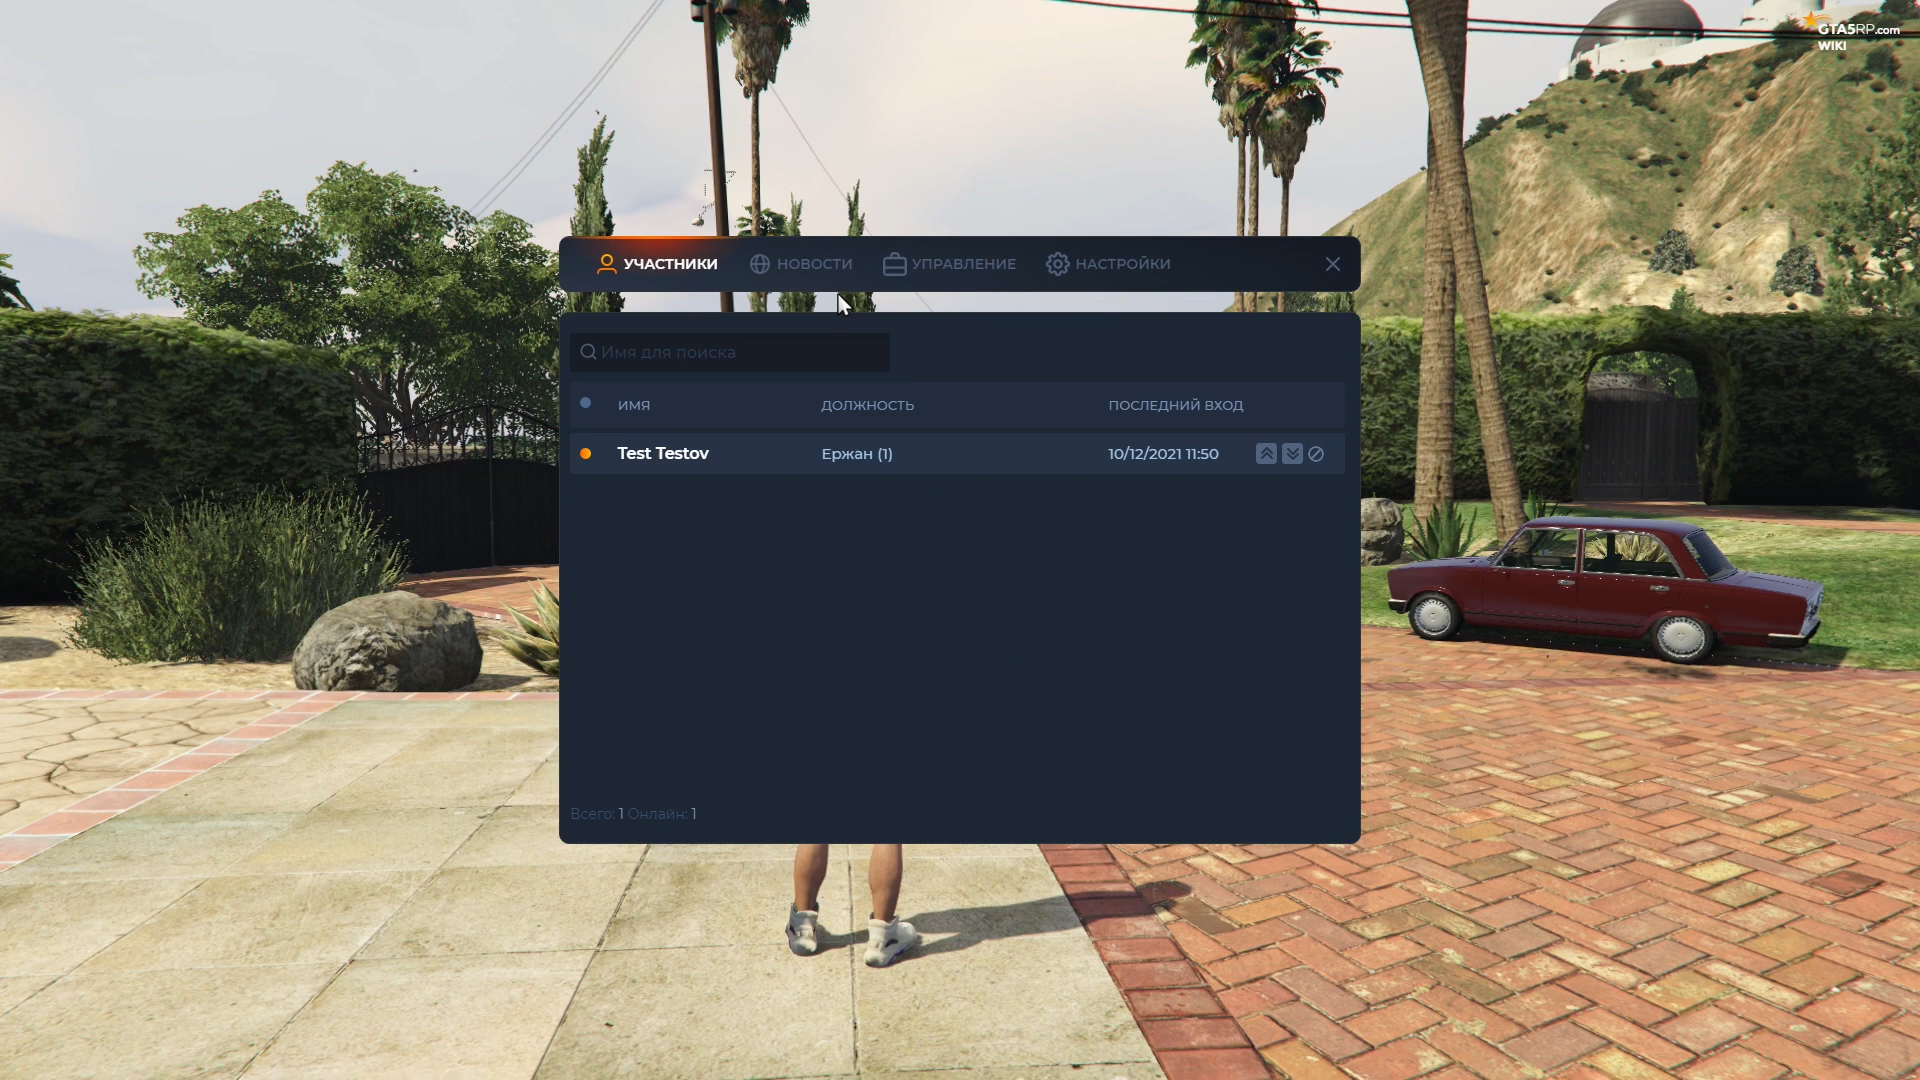 GTA5RP.com
WIKI
УЧАСТНИКИ НОВОСТИ УПРАВЛЕНИЕ НАСТРОЙКИ
Имя для поиска
ИМЯ ДОЛЖНОСТЬ ПОСЛЕДНИЙ ВХОД
Test Testov Ержан (1) 10/12/2021 11:50
Всего: 1 Онлайн: 1